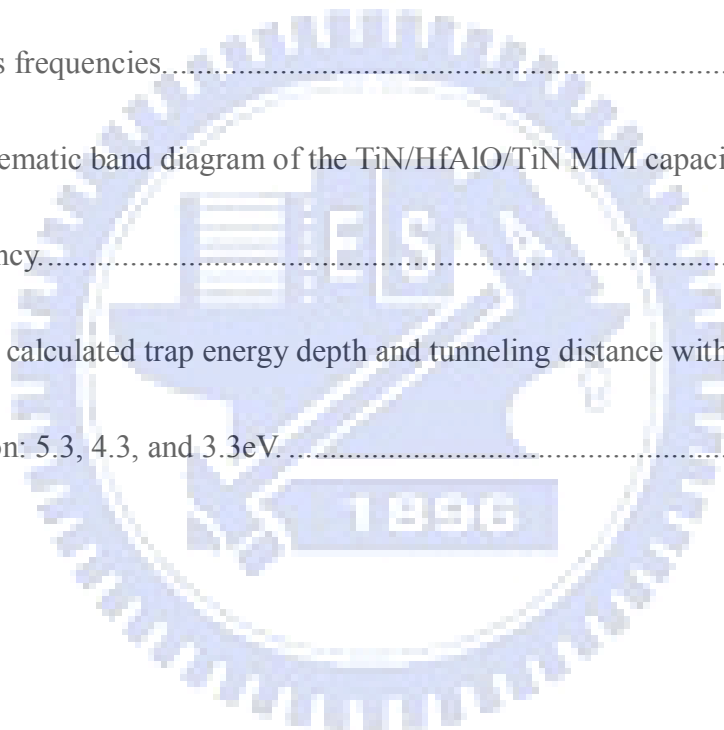 s frequencies.
ematic band diagram of the TiN/HfAlO/TiN MIM capaci
ncy.
calculated trap energy depth and tunneling distance with
on: 5.3, 4.3, and 3.3eV.
E S A
1896